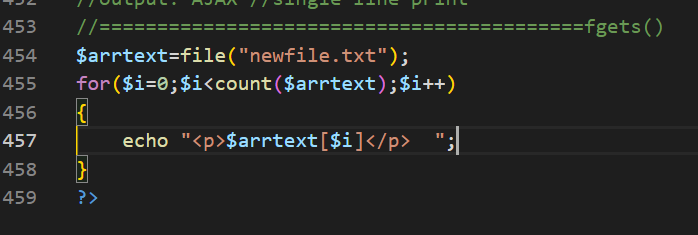 452 //output: AJAX //single line print
453 //===========================================fgets()
454 $arrtext=file("newfile.txt");
455 for($i=0;$i<count($arrtext);$i++)
456 {
457 echo "<p>$arrtext[$i]</p>  ";
458 }
459 ?>